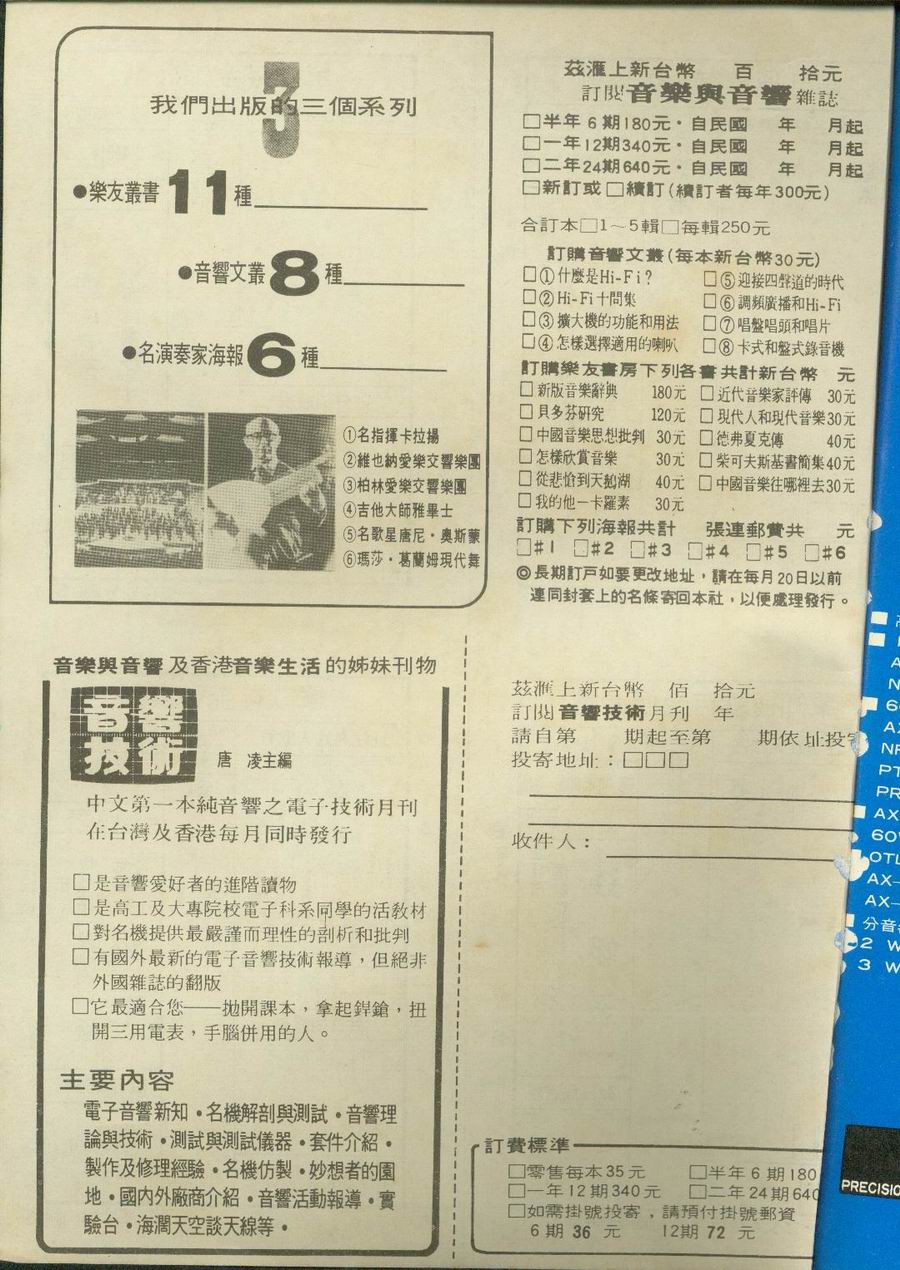 3
我們出版的三個系列
●樂友叢書11種
●音響文叢8種
●名演奏家海報6種
①名指揮卡拉揚
②維也納愛樂交響樂團
③柏林愛樂交響樂團
④吉他大師雅畢士
⑤名歌星唐尼・奧斯蒙
⑥瑪莎・葛蘭姆現代舞
茲滙上新台幣 百 拾元
訂閱音樂與音響雜誌
□半年6期180元・自民國 年 月起
□一年12期340元・自民國 年 月起
□二年24期640元・自民國 年 月起
□新訂或□續訂(續訂者每年300元)
合訂本□1～5輯□每輯250元
訂購音響文叢(每本新台幣30元)
□①什麼是Hi-Fi?
□②Hi-Fi十問集
□③擴大機的功能和用法
□④怎樣選擇適用的喇叭
□⑤迎接四聲道的時代
□⑥調頻廣播和Hi-Fi
□⑦唱盤唱頭和唱片
□⑧卡式和盤式錄音機
訂購樂友書房下列各書共計新台幣 元
□新版音樂辭典 180元
□貝多芬研究 120元
□中國音樂思想批判 30元
□怎樣欣賞音樂 30元
□從悲愴到天鵝湖 40元
□我的他—卡羅素 30元
□近代音樂家評傳 30元
□現代人和現代音樂30元
□德弗夏克傳 40元
□柴可夫斯基書簡集40元
□中國音樂往哪裡去30元
訂購下列海報共計 張連郵費共 元
□#1 □#2 □#3 □#4 □#5 □#6
◎長期訂戶如要更改地址，請在每月20日以前
連同封套上的名條寄回本社，以便處理發行。
音樂與音響及香港音樂生活的姊妹刊物
音響
技術
唐 凌主編
中文第一本純音響之電子技術月刊
在台灣及香港每月同時發行
□是音響愛好者的進階讀物
□是高工及大專院校電子科系同學的活教材
□對名機提供最嚴謹而理性的剖析和批判
□有國外最新的電子音響技術報導，但絕非
外國雜誌的翻版
□它最適合您——拋開課本，拿起銲鎗，扭
開三用電表，手腦併用的人。
主要內容
電子音響新知・名機解剖與測試・音響理
論與技術・測試與測試儀器・套件介紹・
製作及修理經驗・名機仿製・妙想者的園
地・國內外廠商介紹・音響活動報導・實
驗台・海濶天空談天線等・
茲滙上新台幣 佰 拾元
訂閱音響技術月刊 年
請自第 期起至第 期依址投寄
投寄地址：□□□
收件人：
訂費標準
□零售每本35元 □半年6期180
□一年12期340元 □二年24期640
□如需掛號投寄，請預付掛號郵資
6期36元 12期72元
60
AX
NF
PT
PR
AX
60W
OTL
AX-
AX-
分音
2 W
3 W
PRECISIO